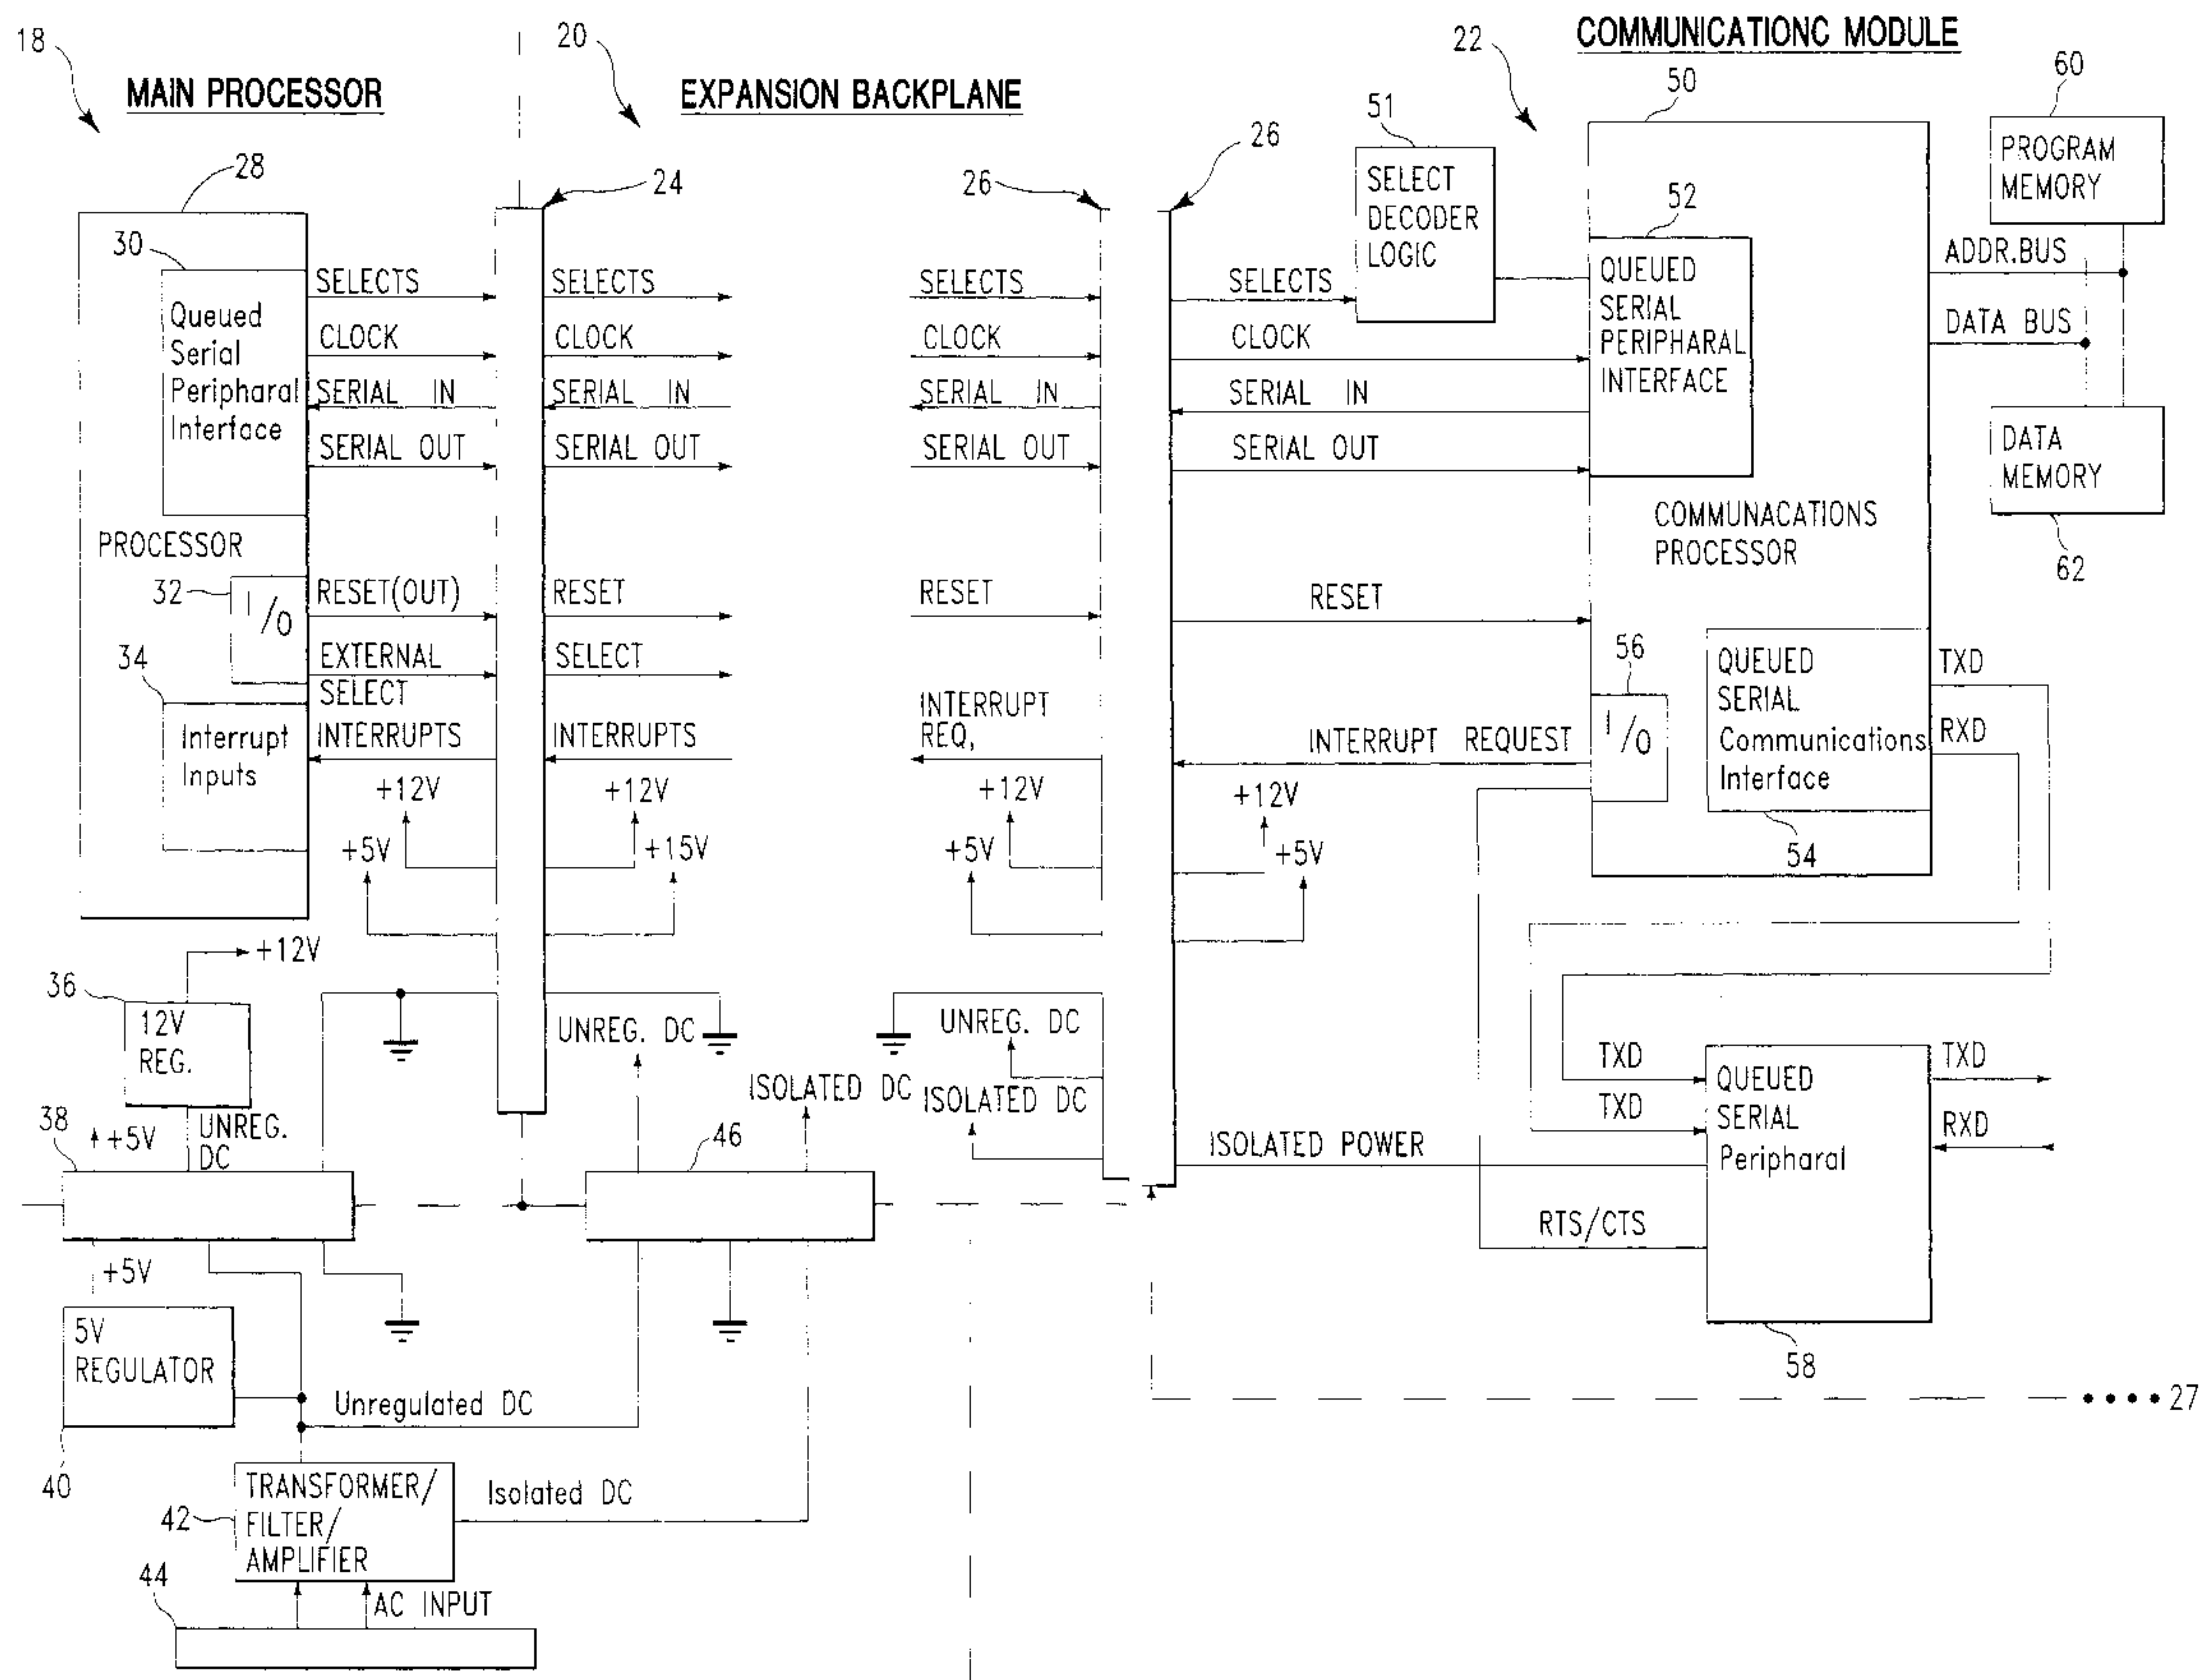 18
MAIN PROCESSOR
20
EXPANSION BACKPLANE
22
COMMUNICATIONC MODULE
28
30
Queued
Serial
Peripharal
Interface
PROCESSOR
32
I/O
34
Interrupt
Inputs
SELECTS
CLOCK
SERIAL IN
SERIAL OUT
RESET(OUT)
EXTERNAL
SELECT
INTERRUPTS
+12V
+5V
24
SELECTS
CLOCK
SERIAL IN
SERIAL OUT
RESET
SELECT
INTERRUPTS
+12V
+15V
26
SELECTS
CLOCK
SERIAL IN
SERIAL OUT
RESET
INTERRUPT
REQ,
+12V
+5V
26
SELECTS
CLOCK
SERIAL IN
SERIAL OUT
RESET
INTERRUPT REQUEST
+12V
+5V
51
SELECT
DECODER
LOGIC
50
52
QUEUED
SERIAL
PERIPHARAL
INTERFACE
COMMUNACATIONS
PROCESSOR
56
I/O
QUEUED
SERIAL
Communications
Interface
54
60
PROGRAM
MEMORY
ADDR.BUS
DATA BUS
DATA
MEMORY
62
TXD
RXD
+12V
36
12V
REG.
UNREG.
DC
38
+5V
+5V
5V
REGULATOR
40
UNREG. DC
ISOLATED DC
46
UNREG. DC
ISOLATED DC
ISOLATED POWER
RTS/CTS
TXD
TXD
QUEUED
SERIAL
Peripharal
TXD
RXD
58
27
Unregulated DC
TRANSFORMER/
FILTER/
AMPLIFIER
42
Isolated DC
44
AC INPUT